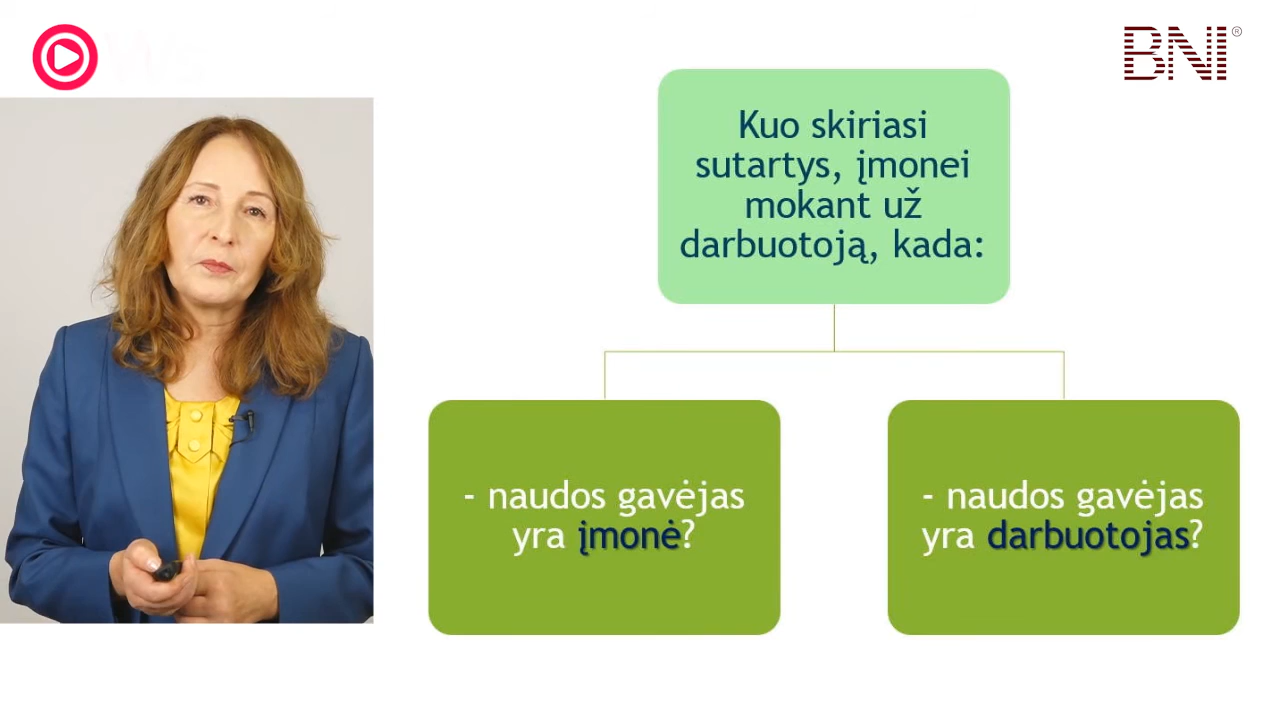 BNI®
Kuo skiriasi
sutartys, įmonei
mokant už
darbuotoją, kada:
- naudos gavėjas
yra įmonė?
- naudos gavėjas
yra darbuotojas?